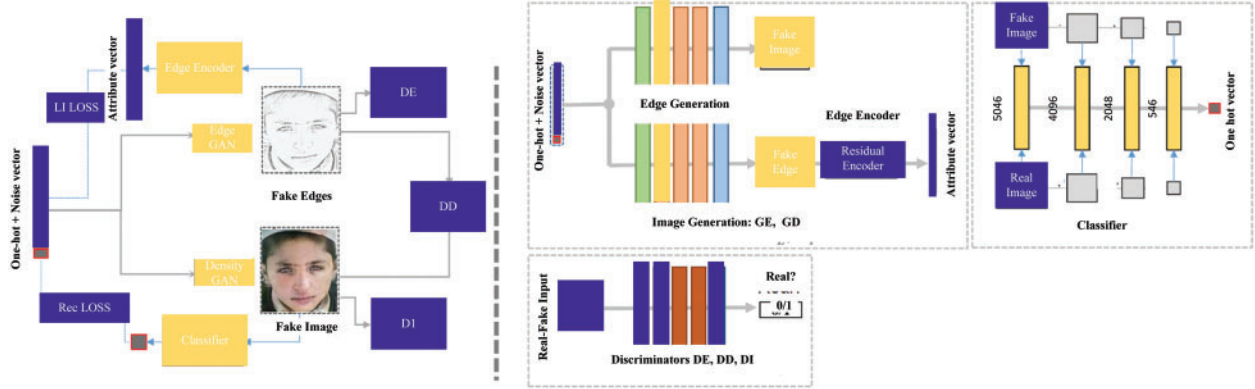 One-hot + Noise vector
LI LOSS
Attribute vector
Edge Encoder
Edge
GAN
Fake Edges
DE
DD
Density
GAN
Fake Image
DI
Rec LOSS
Classifier
One-hot + Noise vector
Edge Generation
Fake
Image
Edge Encoder
Fake
Edge
Residual
Encoder
Attribute vector
Image Generation: GE, GD
Real-Fake Input
Real?
0/1
Discriminators DE, DD, DI
Fake
Image
5046
4096
2048
546
One hot vector
Real
Image
Classifier